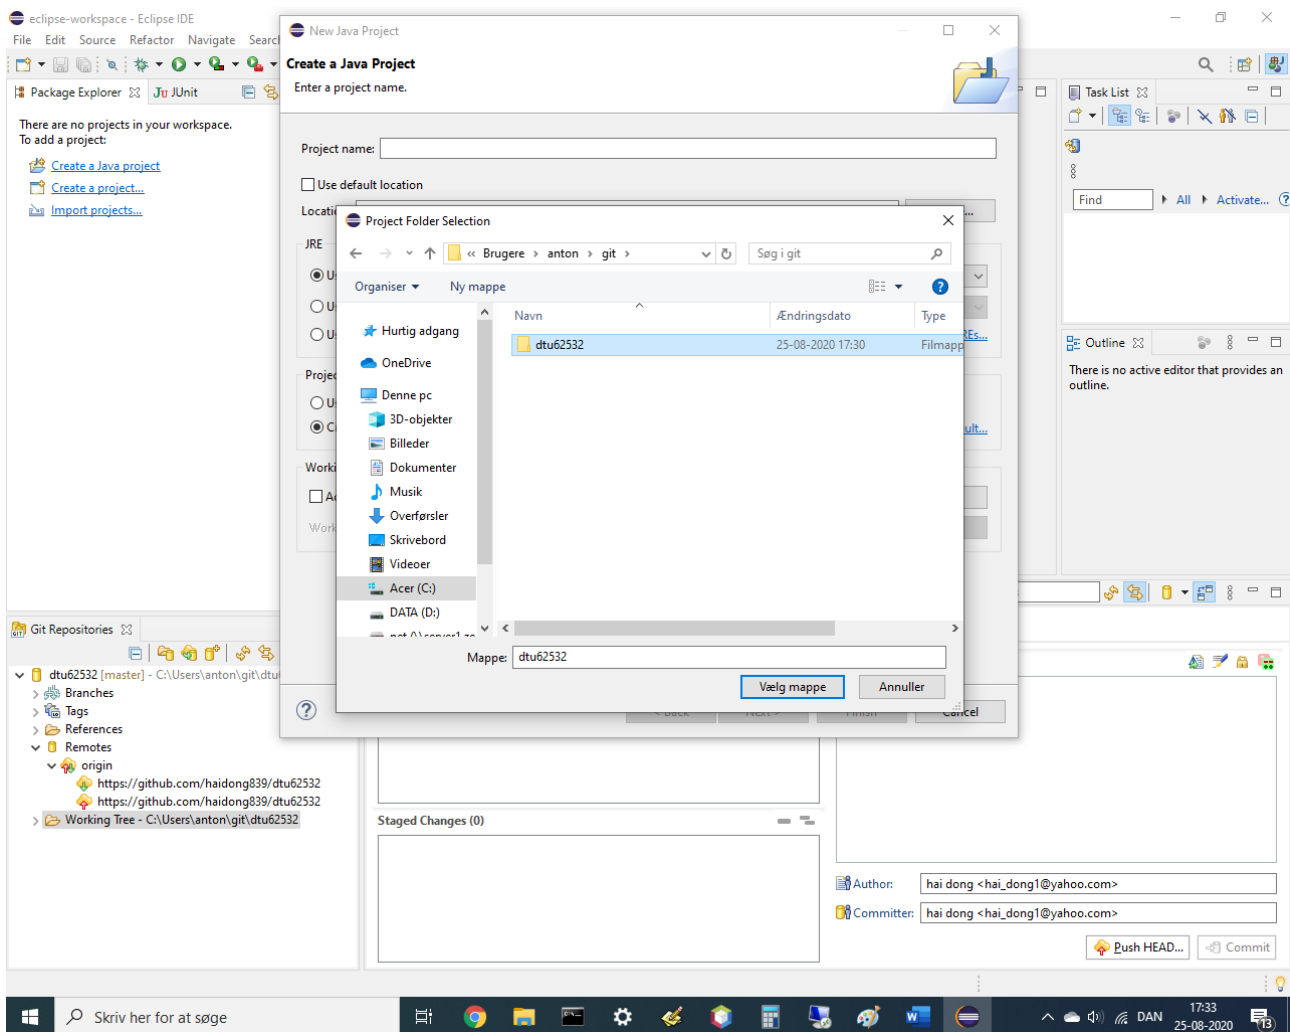 eclipse-workspace - Eclipse IDE
File Edit Source Refactor Navigate Search
Package Explorer
JUnit
There are no projects in your workspace.
To add a project:
Create a Java project
Create a project...
Import projects...
New Java Project
Create a Java Project
Enter a project name.
Project name:
Use default location
JRE
Project Folder Selection
« Brugere > anton > git >
Søg i git
Organiser
Ny mappe
Navn
Ændringsdato
Type
dtu62532
25-08-2020 17:30
Filmapp
Hurtig adgang
OneDrive
Denne pc
3D-objekter
Billeder
Dokumenter
Musik
Overførsler
Skrivebord
Videoer
Acer (C:)
DATA (D:)
Mappe: dtu62532
Vælg mappe
Annuller
< Back
Next >
Finish
Cancel
Task List
Find
All
Activate...
Outline
There is no active editor that provides an
outline.
Git Repositories
dtu62532 [master] - C:\Users\anton\git\dtu
Branches
Tags
References
Remotes
origin
https://github.com/haidong839/dtu62532
https://github.com/haidong839/dtu62532
Working Tree - C:\Users\anton\git\dtu62532
Staged Changes (0)
Author: hai dong <hai_dong1@yahoo.com>
Committer: hai dong <hai_dong1@yahoo.com>
Push HEAD...
Commit
Skriv her for at søge
DAN
17:33
25-08-2020
13